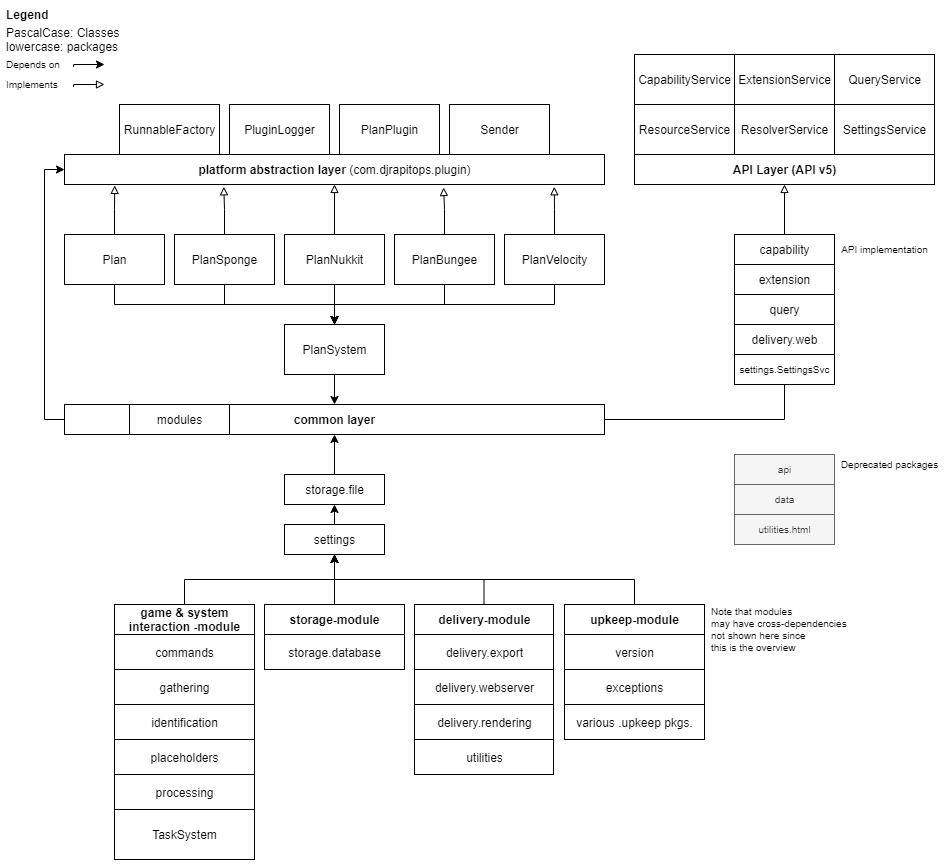 Legend
PascalCase: Classes
lowercase: packages
Depends on
Implements
CapabilityService
ExtensionService
QueryService
RunnableFactory
PluginLogger
PlanPlugin
Sender
ResourceService
ResolverService
SettingsService
platform abstraction layer (com.djrapitops.plugin)
API Layer (API v5)
Plan
PlanSponge
PlanNukkit
PlanBungee
PlanVelocity
capability
API implementation
extension
query
delivery.web
settings.SettingsSvc
PlanSystem
modules
common layer
api
Deprecated packages
data
utilities.html
storage.file
settings
game & system
interaction -module
commands
gathering
identification
placeholders
processing
TaskSystem
storage-module
storage.database
delivery-module
delivery.export
delivery.webserver
delivery.rendering
utilities
upkeep-module
version
exceptions
various .upkeep pkgs.
Note that modules
may have cross-dependencies
not shown here since
this is the overview